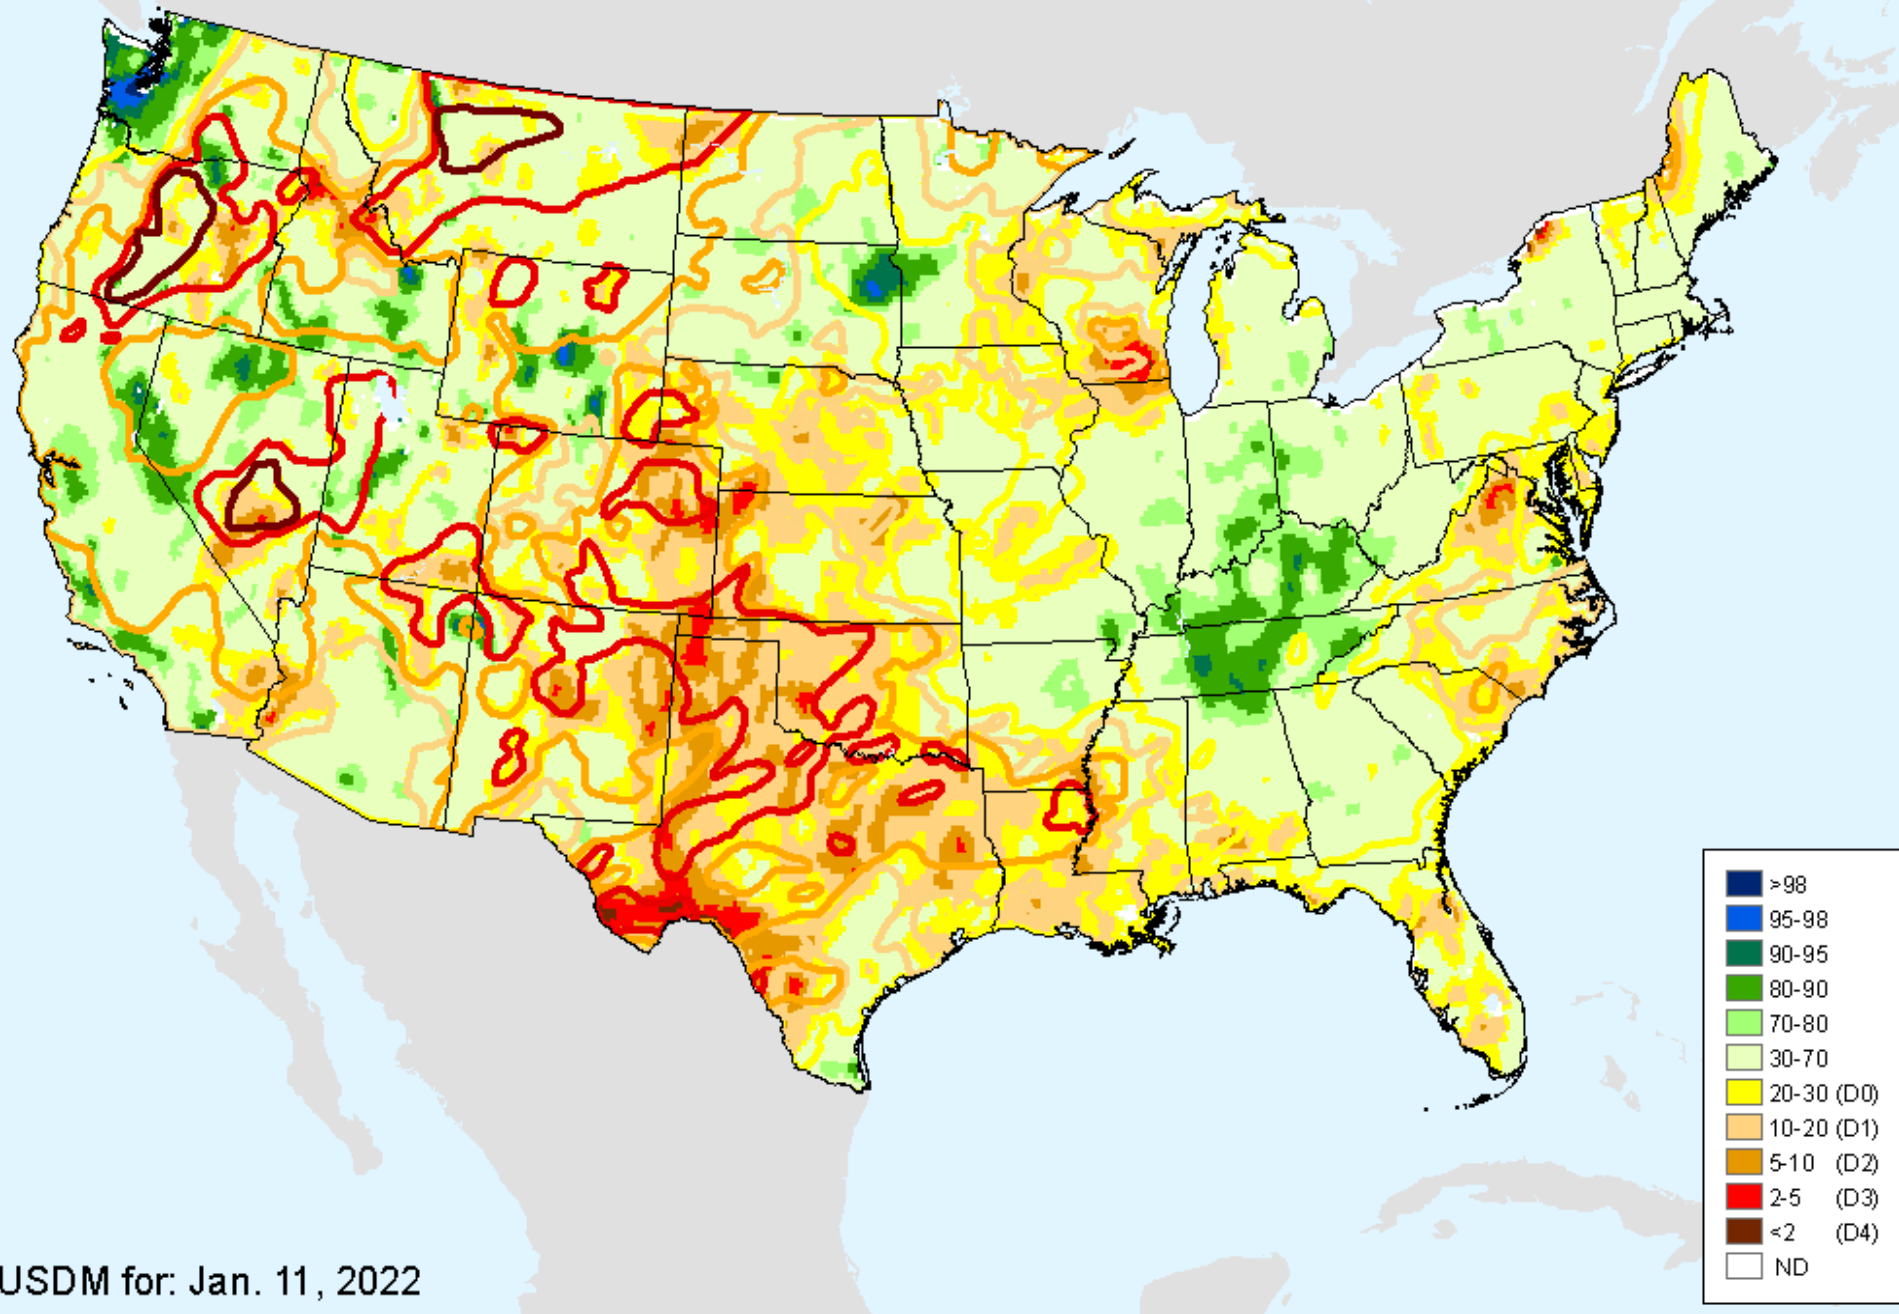 >98
95-98
90-95
80-90
70-80
30-70
20-30 (D0)
10-20 (D1)
5-10 (D2)
2-5 (D3)
<2 (D4)
ND
USDM for: Jan. 11, 2022